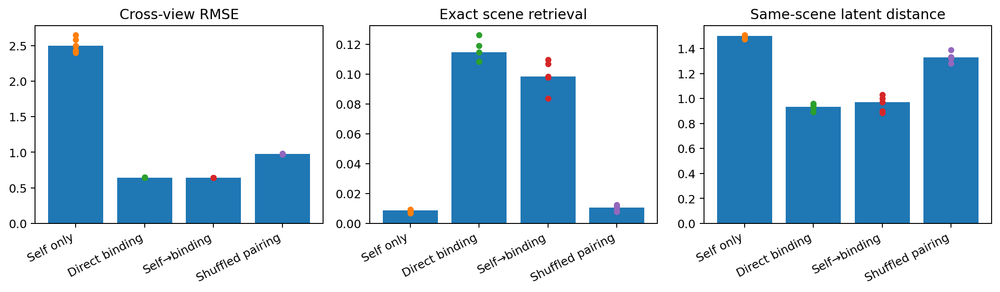 Cross-view RMSE
2.5
2.0
1.5
1.0
0.5
0.0
Self only
Direct binding
Self→binding
Shuffled pairing
Exact scene retrieval
0.12
0.10
0.08
0.06
0.04
0.02
0.00
Self only
Direct binding
Self→binding
Shuffled pairing
Same-scene latent distance
1.4
1.2
1.0
0.8
0.6
0.4
0.2
0.0
Self only
Direct binding
Self→binding
Shuffled pairing